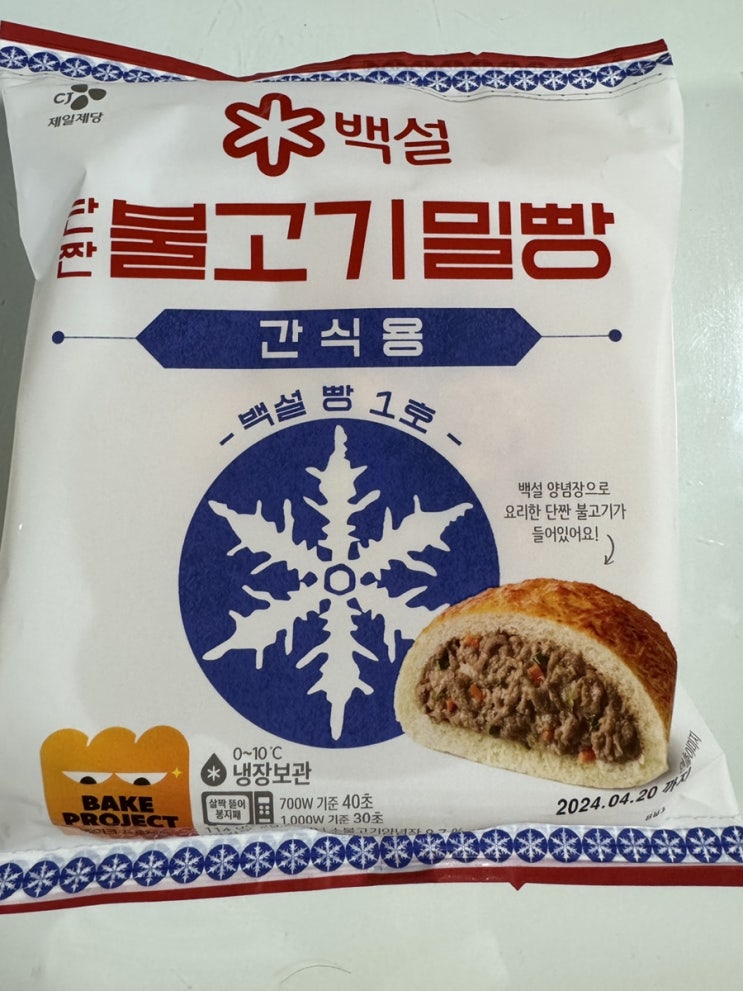 CJ
제일제당
백설
단짠 불고기밀빵
간식용
- 백설 빵 1호 -
백설 양념장으로
요리한 단짠 불고기가
들어있어요!
0~10℃
냉장보관
살짝 뜯어
봉지째
700W 기준 40초
1,000W 기준 30초
BAKE
PROJECT
2024.04.20 까지